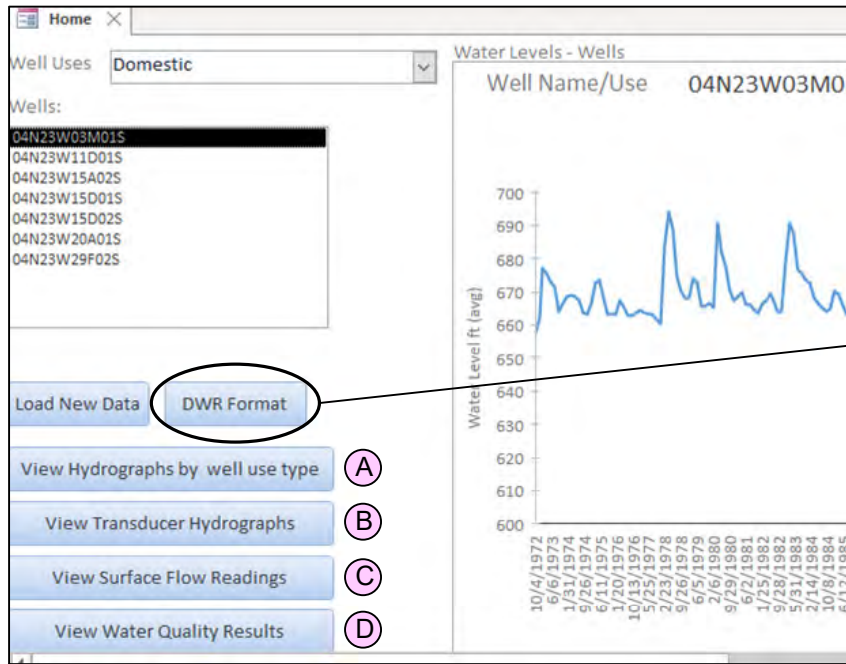 Home
Well Uses Domestic
Wells:
04N23W03M01S
04N23W11D01S
04N23W15A02S
04N23W15D01S
04N23W15D02S
04N23W20A01S
04N23W29F02S
Load New Data DWR Format
View Hydrographs by well use type A
View Transducer Hydrographs B
View Surface Flow Readings C
View Water Quality Results D
Water Levels - Wells
Well Name/Use 04N23W03M0
Water Level ft (avg)
700
690
680
670
660
650
640
630
620
610
600
10/4/1972
6/6/1973
1/31/1974
9/26/1974
6/11/1975
1/20/1976
10/13/1976
5/25/1977
2/23/1978
9/26/1978
6/5/1979
2/6/1980
9/29/1980
6/2/1981
1/25/1982
9/28/1982
5/31/1983
2/14/1984
10/8/1984
6/12/1985